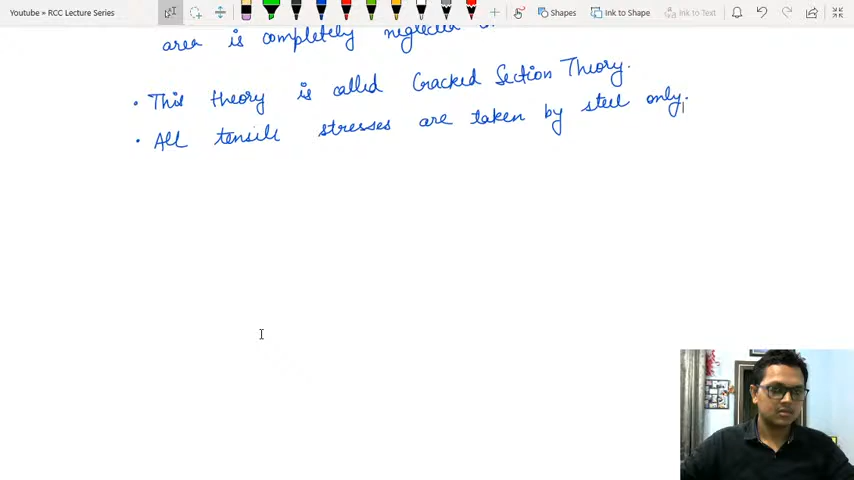 Youtube » RCC Lecture Series
Shapes
Ink to Shape
Ink to Text
area is completely neglected
• This theory is called Cracked Section Theory.
• All tensile stresses are taken by steel only.